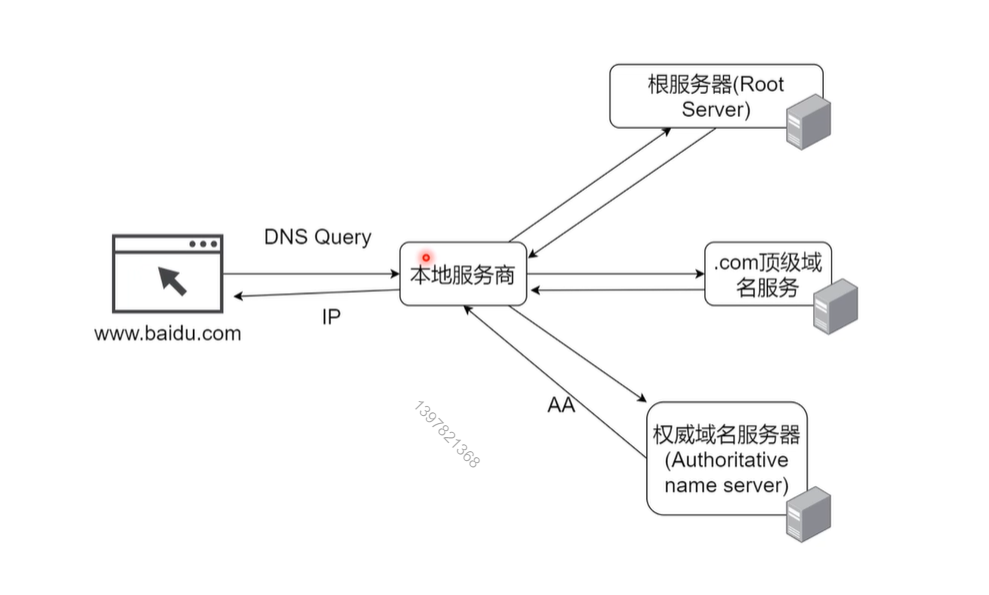 根服务器(Root
Server)
DNS Query
本地服务商
.com顶级域
名服务
IP
www.baidu.com
AA
1397821368
权威域名服务器
(Authoritative
name server)